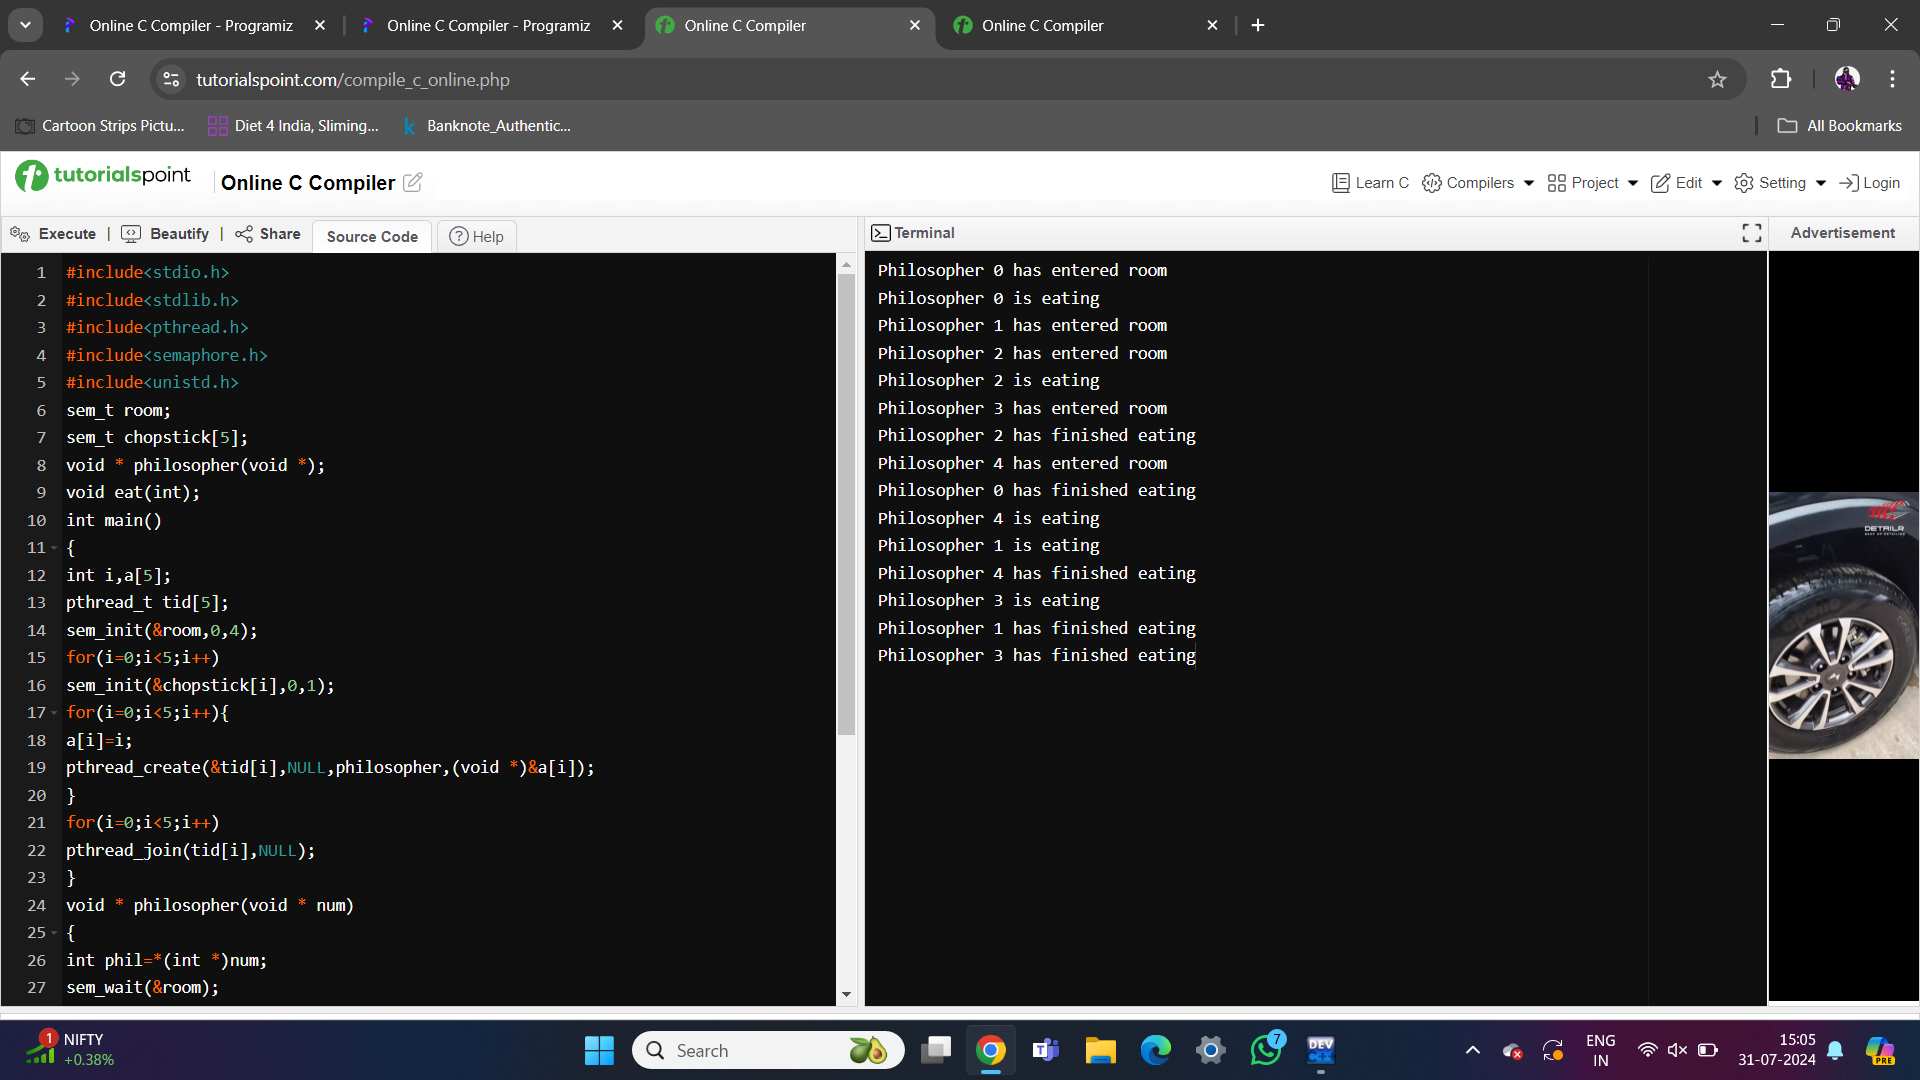 Online C Compiler - Programiz
Online C Compiler - Programiz
Online C Compiler
Online C Compiler
tutorialspoint.com/compile_c_online.php
Cartoon Strips Pictu...
Diet 4 India, Sliming...
Banknote_Authentic...
All Bookmarks
tutorialspoint
Online C Compiler
Learn C
Compilers
Project
Edit
Setting
Login
Execute | Beautify | Share
Source Code
Help
Terminal
Advertisement
1 #include<stdio.h>
2 #include<stdlib.h>
3 #include<pthread.h>
4 #include<semaphore.h>
5 #include<unistd.h>
6 sem_t room;
7 sem_t chopstick[5];
8 void * philosopher(void *);
9 void eat(int);
10 int main()
11 {
12 int i,a[5];
13 pthread_t tid[5];
14 sem_init(&room,0,4);
15 for(i=0;i<5;i++)
16 sem_init(&chopstick[i],0,1);
17 for(i=0;i<5;i++){
18 a[i]=i;
19 pthread_create(&tid[i],NULL,philosopher,(void *)&a[i]);
20 }
21 for(i=0;i<5;i++)
22 pthread_join(tid[i],NULL);
23 }
24 void * philosopher(void * num)
25 {
26 int phil=*(int *)num;
27 sem_wait(&room);
Philosopher 0 has entered room
Philosopher 0 is eating
Philosopher 1 has entered room
Philosopher 2 has entered room
Philosopher 2 is eating
Philosopher 3 has entered room
Philosopher 2 has finished eating
Philosopher 4 has entered room
Philosopher 0 has finished eating
Philosopher 4 is eating
Philosopher 1 is eating
Philosopher 4 has finished eating
Philosopher 3 is eating
Philosopher 1 has finished eating
Philosopher 3 has finished eating
DETAILR
1
NIFTY
+0.38%
Search
7
DEV
ENG
IN
15:05
31-07-2024
PRE